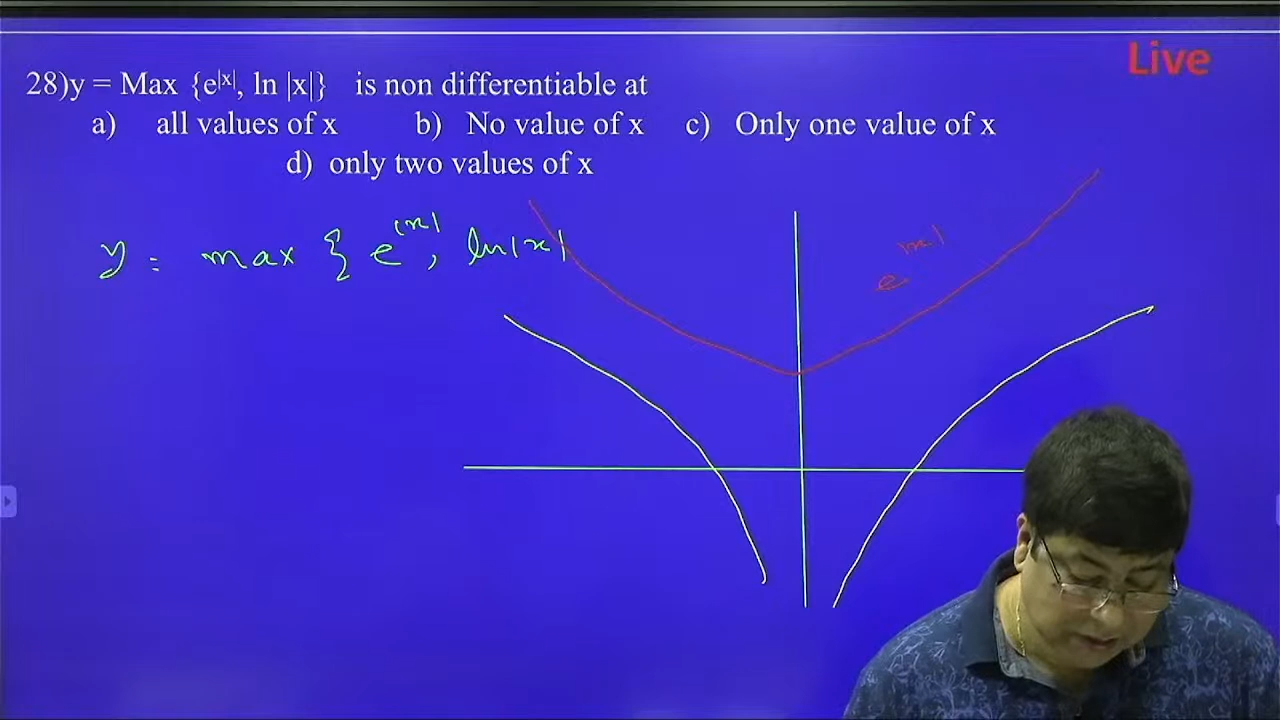 Live
28)y = Max {e^|x|, ln |x|} is non differentiable at
a) all values of x b) No value of x c) Only one value of x
d) only two values of x
y = max { e^|x|, ln|x|
e^|x|